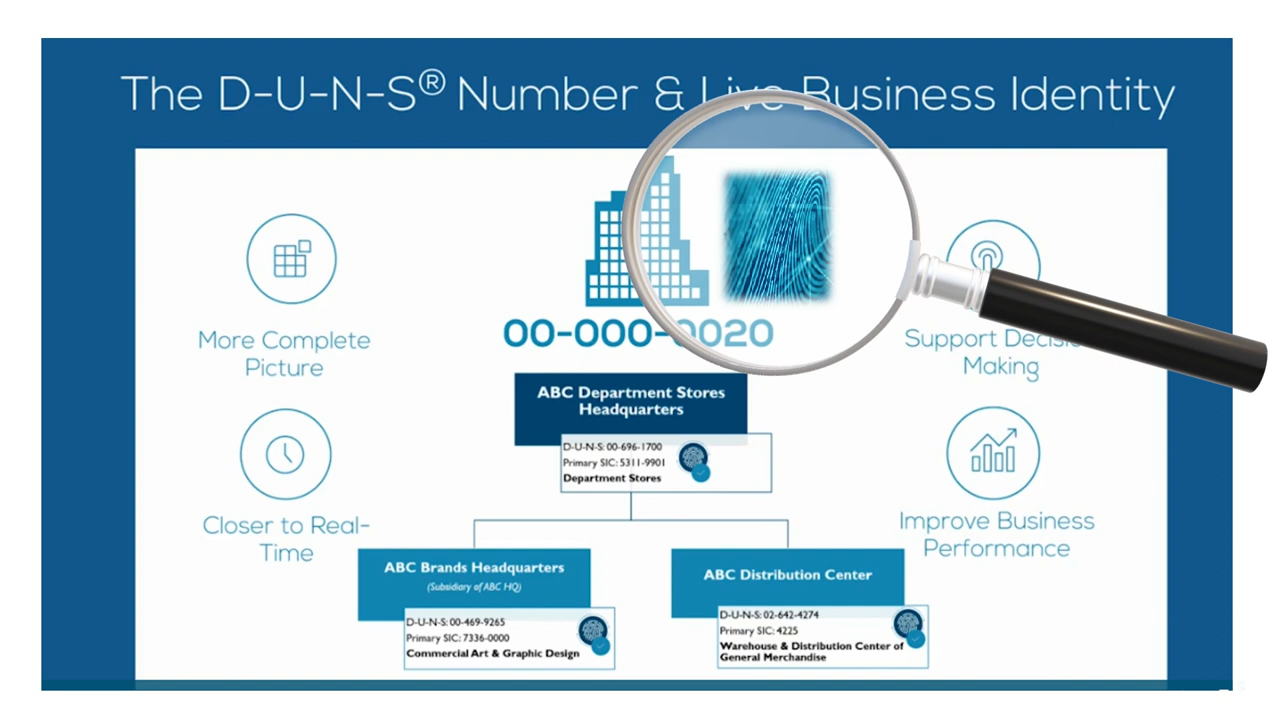 The D-U-N-S® Number & Live Business Identity
More Complete
Picture
Closer to Real-
Time
00-000-0020
Support Decision
Making
Improve Business
Performance
ABC Department Stores
Headquarters
D-U-N-S: 00-696-1700
Primary SIC: 5311-9901
Department Stores
ABC Brands Headquarters
(Subsidiary of ABC HQ)
D-U-N-S: 00-469-9265
Primary SIC: 7336-0000
Commercial Art & Graphic Design
ABC Distribution Center
D-U-N-S: 02-642-4274
Primary SIC: 4225
Warehouse & Distribution Center of
General Merchandise